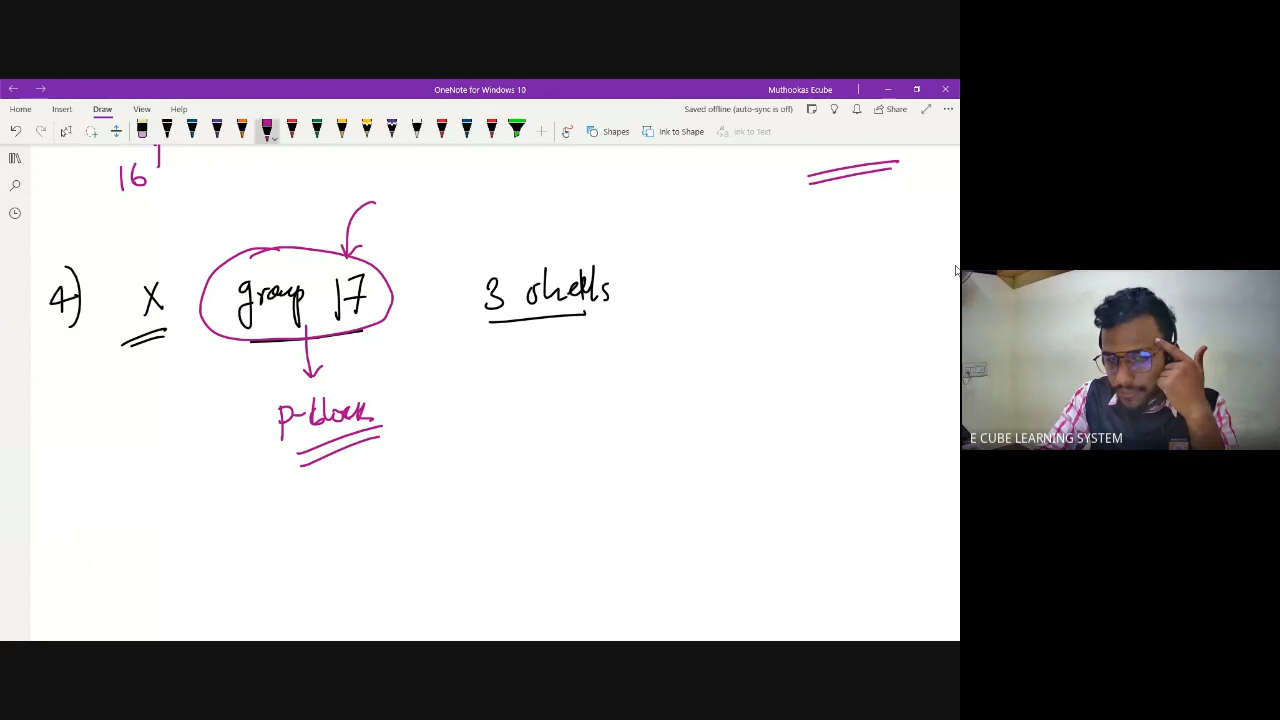 OneNote for Windows 10
Muthookas Ecube
Home Insert Draw View Help
Saved offline (auto-sync is off)
Share
Shapes
Ink to Shape
Ink to Text
16
4) X group 17 3 shells
p-block
E CUBE LEARNING SYSTEM